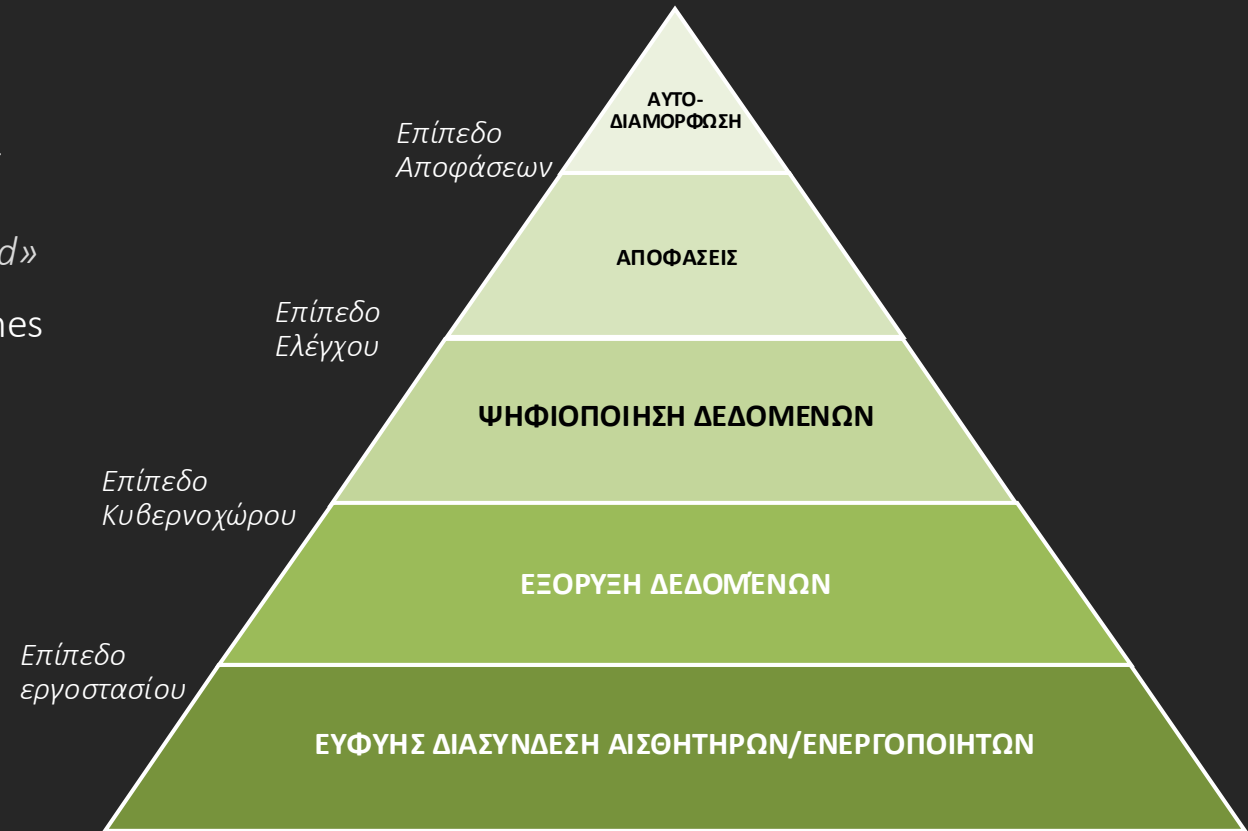 ΑΥΤΟ-
ΔΙΑΜΟΡΦΩΣΗ
Επίπεδο
Αποφάσεων
ΑΠΟΦΑΣΕΙΣ
Επίπεδο
Ελέγχου
ΨΗΦΙΟΠΟΙΗΣΗ ΔΕΔΟΜΕΝΩΝ
Επίπεδο
Κυβερνοχώρου
ΕΞΟΡΥΞΗ ΔΕΔΟΜΈΝΩΝ
Επίπεδο
εργοστασίου
ΕΥΦΥΗΣ ΔΙΑΣΥΝΔΕΣΗ ΑΙΣΘΗΤΗΡΩΝ/ΕΝΕΡΓΟΠΟΙΗΤΩΝ